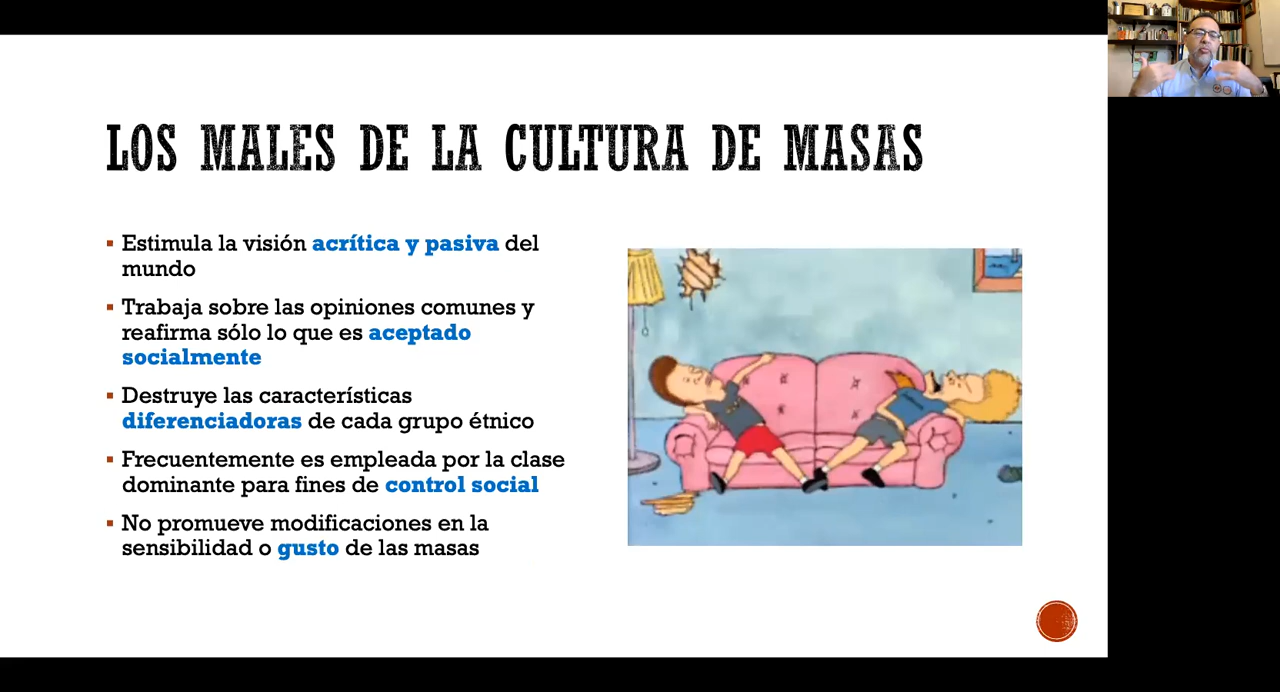 LOS MALES DE LA CULTURA DE MASAS
▪ Estimula la visión acrítica y pasiva del
mundo
▪ Trabaja sobre las opiniones comunes y
reafirma sólo lo que es aceptado
socialmente
▪ Destruye las características
diferenciadoras de cada grupo étnico
▪ Frecuentemente es empleada por la clase
dominante para fines de control social
▪ No promueve modificaciones en la
sensibilidad o gusto de las masas